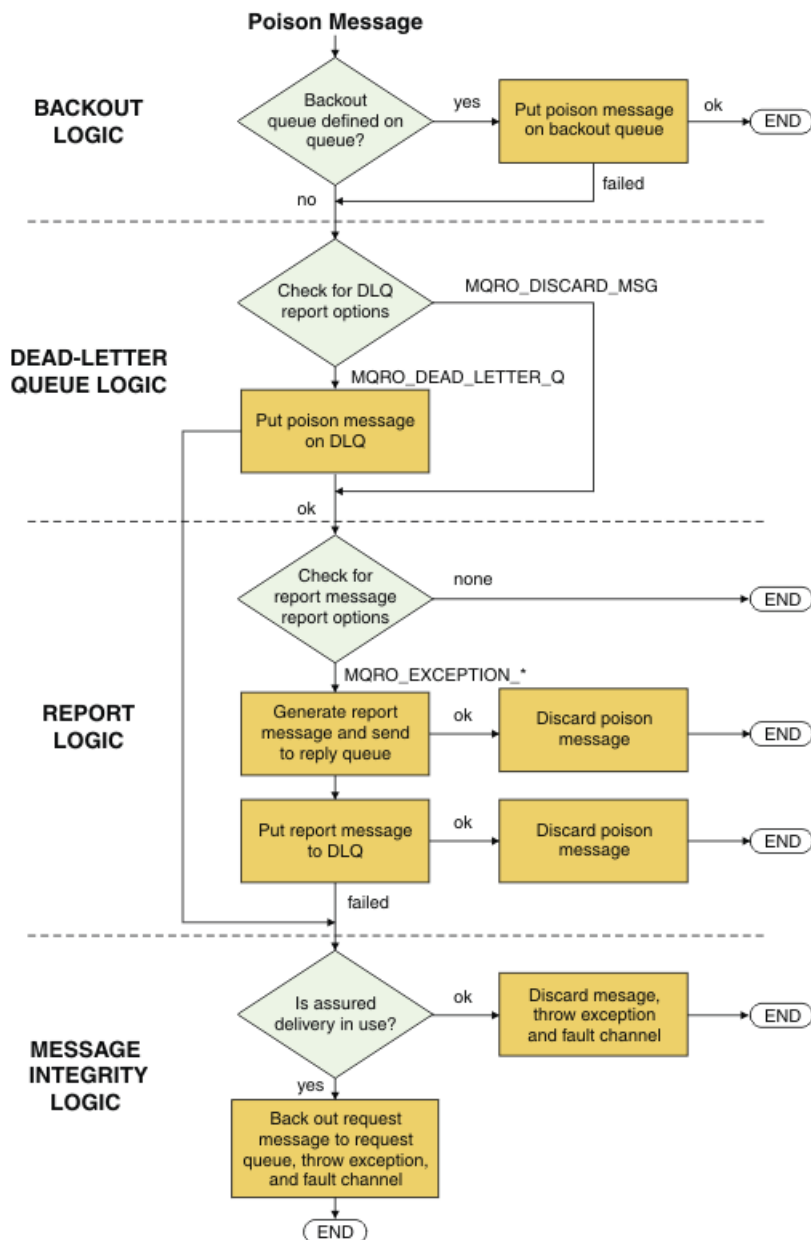 Poison Message
BACKOUT
LOGIC
Backout
queue defined on
queue?
yes
Put poison message
on backout queue
ok
END
failed
no
DEAD-LETTER
QUEUE LOGIC
Check for DLQ
report options
MQRO_DISCARD_MSG
MQRO_DEAD_LETTER_Q
Put poison message
on DLQ
ok
REPORT
LOGIC
Check for
report message
report options
none
END
MQRO_EXCEPTION_*
Generate report
message and send
to reply queue
ok
Discard poison
message
END
Put report message
to DLQ
ok
Discard poison
message
END
failed
MESSAGE
INTEGRITY
LOGIC
Is assured
delivery in use?
ok
Discard mesage,
throw exception
and fault channel
END
yes
Back out request
message to request
queue, throw exception,
and fault channel
END